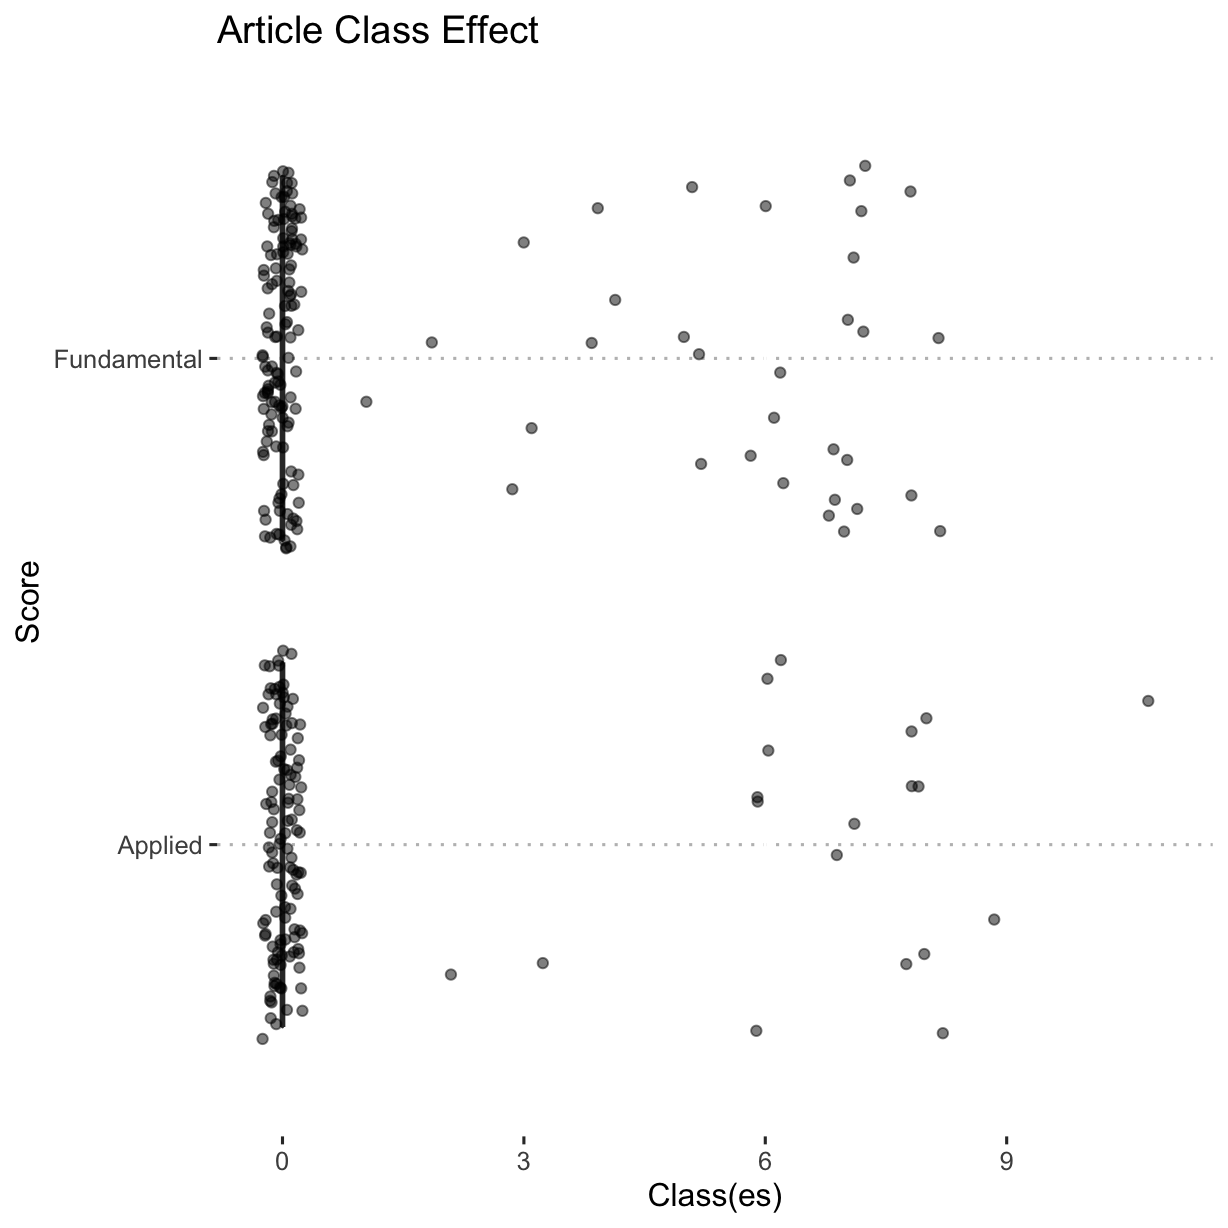 Article Class Effect
Fundamental
Score
Applied
0 3 6 9
Class(es)